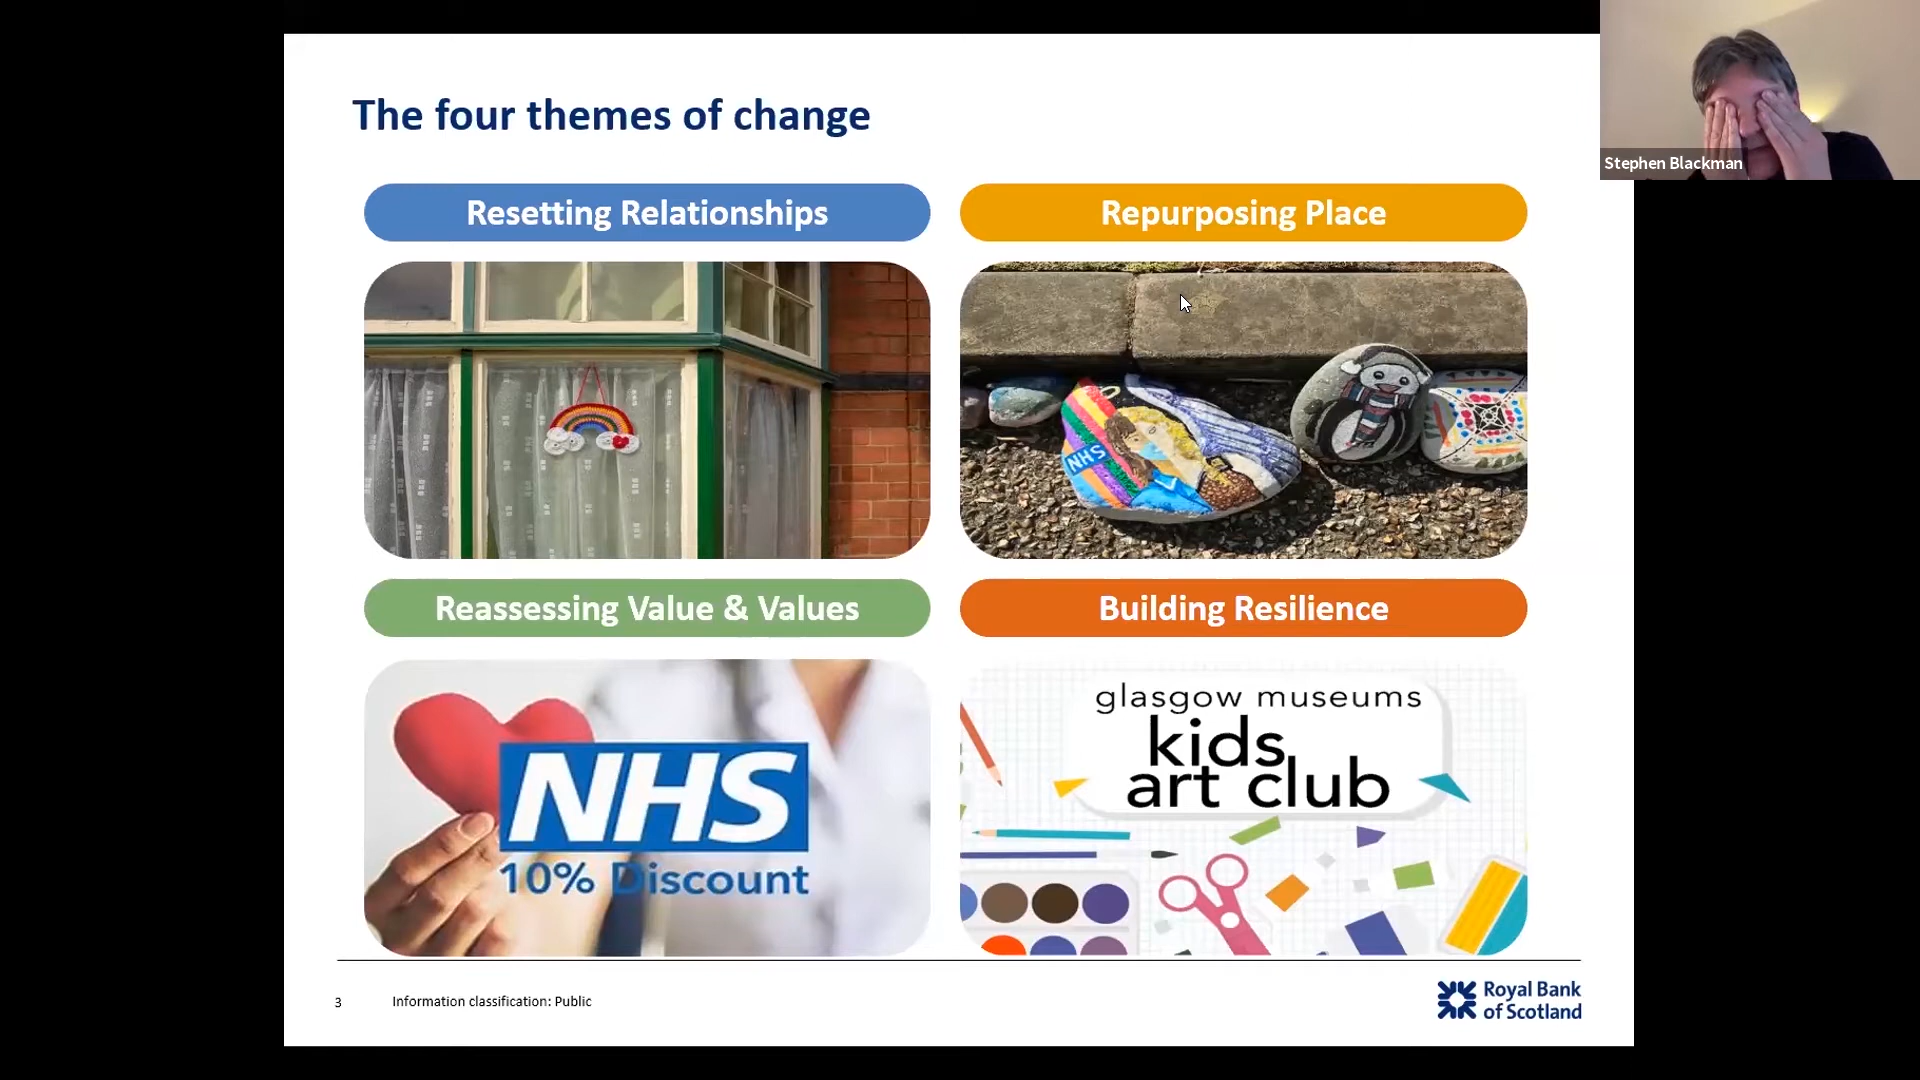 The four themes of change
Stephen Blackman
Resetting Relationships
Repurposing Place
NHS
Reassessing Value & Values
Building Resilience
NHS
10% Discount
glasgow museums
kids
art club
3
Information classification: Public
Royal Bank
of Scotland